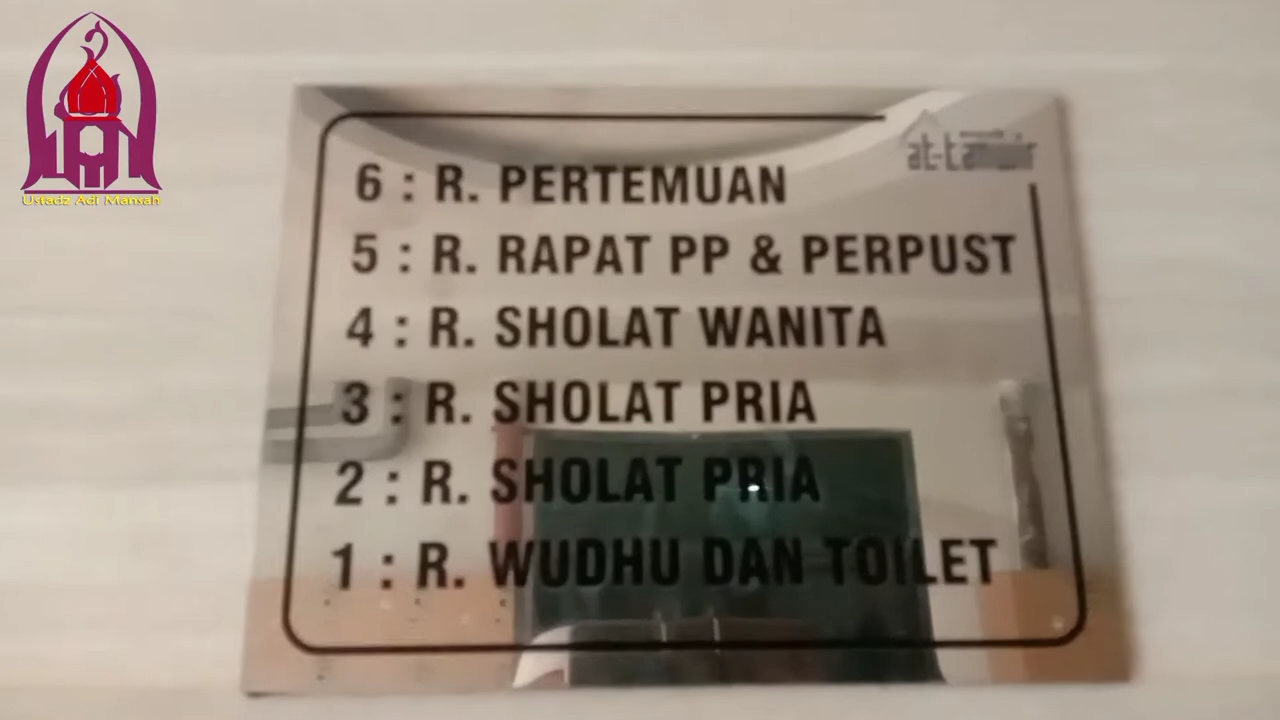 Ustadz Adi Mansah
6 : R. PERTEMUAN
5 : R. RAPAT PP & PERPUST
4 : R. SHOLAT WANITA
3 : R. SHOLAT PRIA
2 : R. SHOLAT PRIA
1 : R. WUDHU DAN TOILET